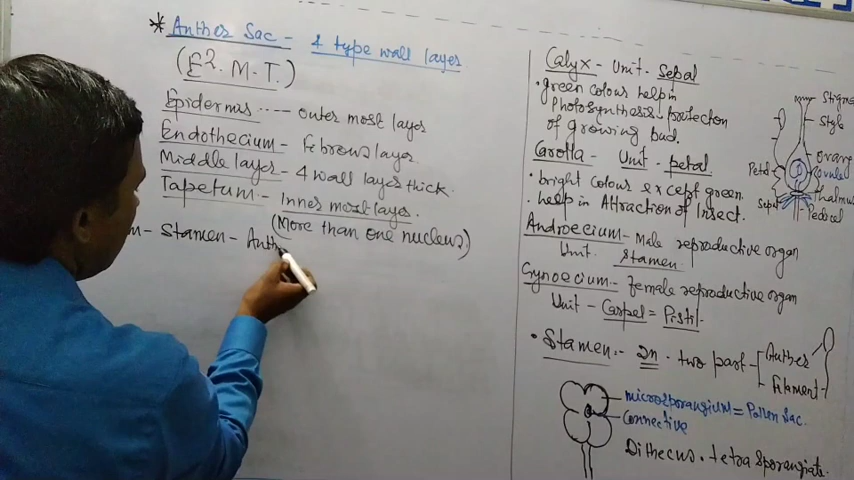 * Anther Sac - 4 type wall layers
(E². M. T.)
Epidermis .. -- outer most layer
Endothecium - Febrows layer
Middle layer - 4 wall layer thick.
Tapetum - Inner most layer.
(More than one nucleus)
m - Stamen - Anth
Calyx - Unit - Sepal
• green colour help in
Photosynthesis - protection
of growing bud.
Corolla - Unit - petal
• bright colour except green
• help in Attraction of Insect.
Androecium - Male reproductive organ
Unit stamen
Gynoecium - Female reproductive organ
Unit - Carpel = Pistil.
• Stamen :- 2n • two part - Anther
Filament
microsporangium = Pollen Sac.
Connective
Dithecus • tetra Sporangiate.
Stigma
Style
ovary
ovule
Thalmus
Pedicel
Petal
Sepal